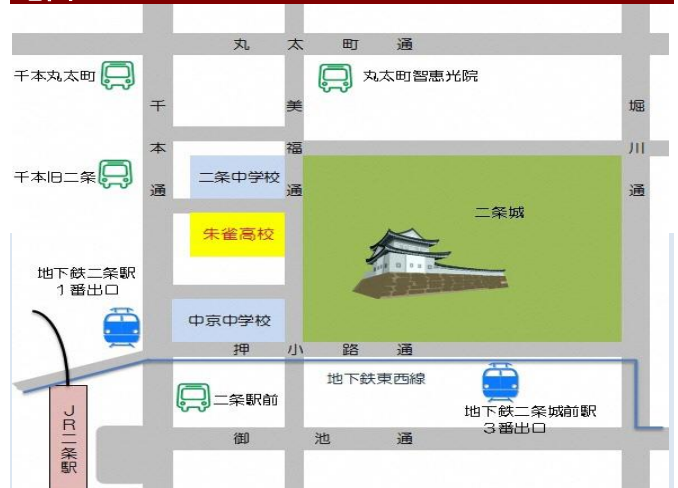 丸太町通
千本丸太町
丸太町智恵光院
千本通
美福通
堀川通
千本旧二条
二条中学校
二条城
朱雀高校
地下鉄二条駅
1番出口
中京中学校
押小路通
地下鉄東西線
二条駅前
地下鉄二条城前駅
3番出口
JR二条駅
御池通